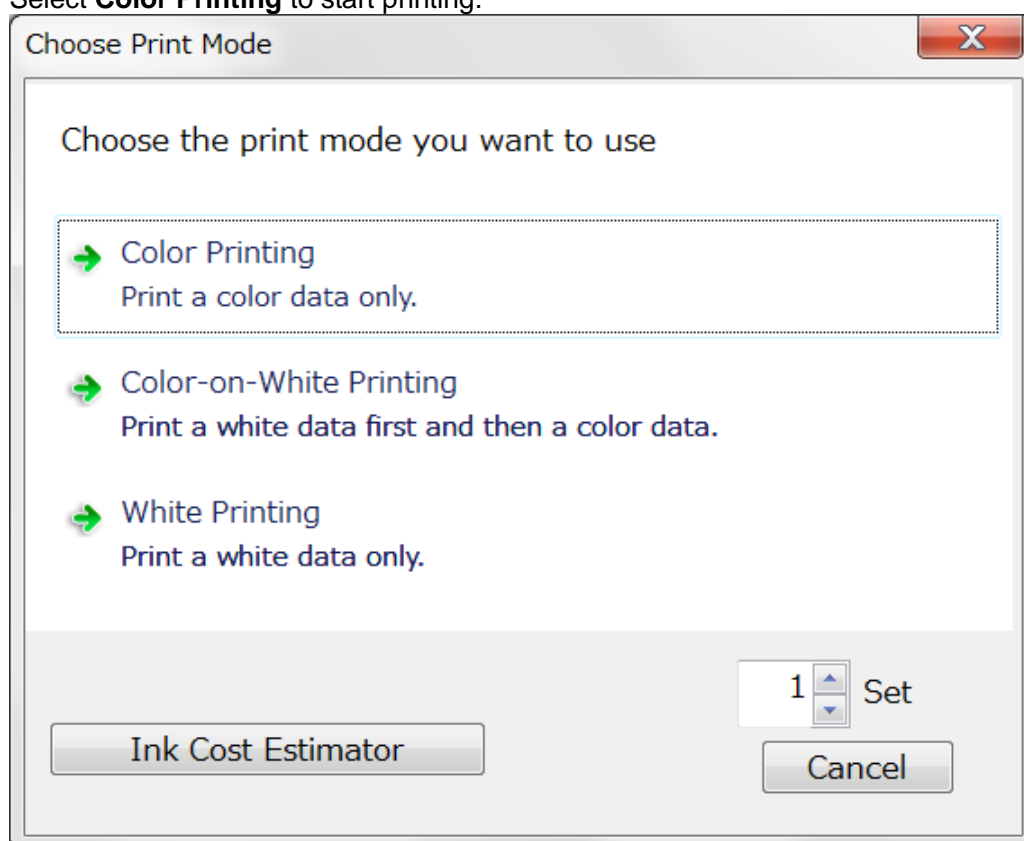 Select Color Printing to start printing.
Choose Print Mode
X
Choose the print mode you want to use
Color Printing
Print a color data only.
Color-on-White Printing
Print a white data first and then a color data.
White Printing
Print a white data only.
1 Set
Ink Cost Estimator
Cancel